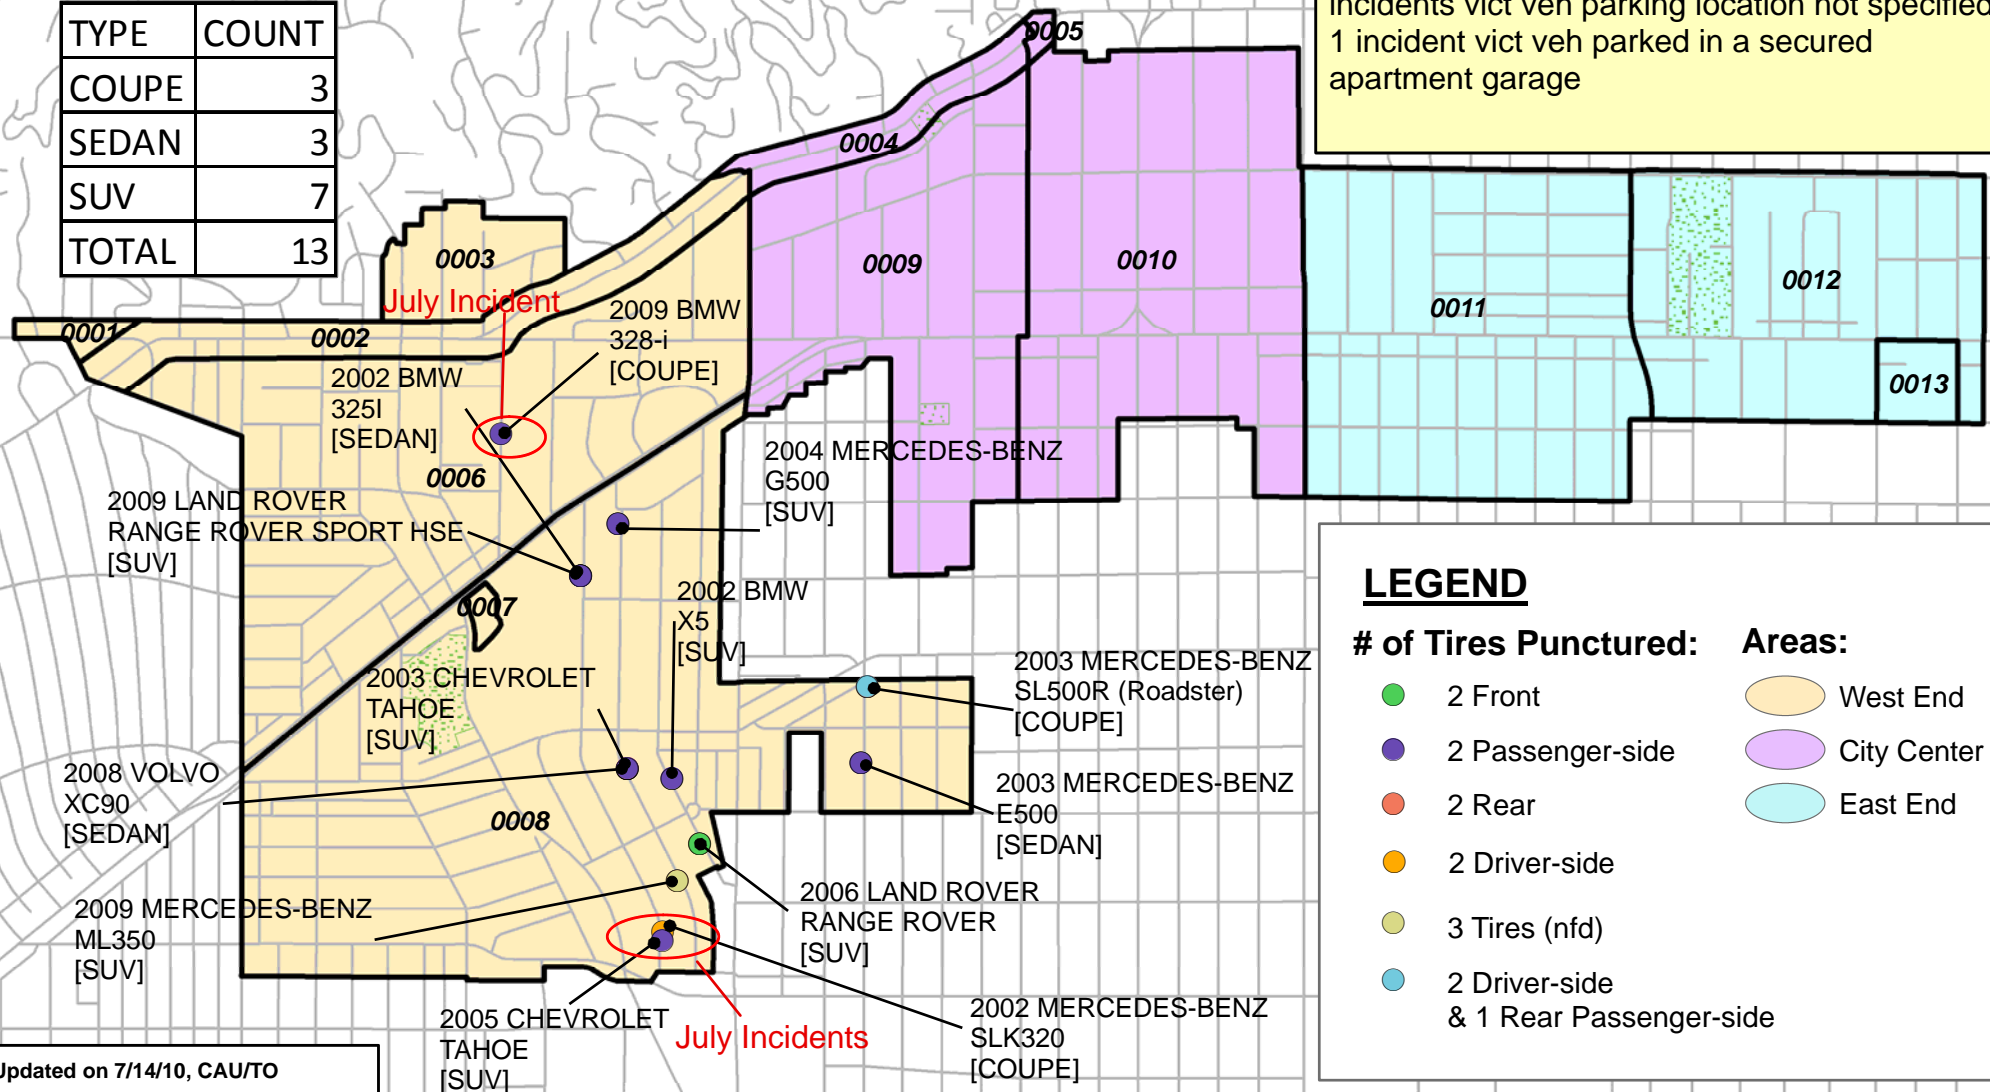 TYPE COUNT
COUPE 3
SEDAN 3
SUV 7
TOTAL 13
incidents vict veh parking location not specified
1 incident vict veh parked in a secured
apartment garage
0005
0004
0003
0009
0010
0011
0012
0013
0001
0002
July Incident
2009 BMW
328-i
[COUPE]
2002 BMW
325I
[SEDAN]
0006
2004 MERCEDES-BENZ
G500
[SUV]
2009 LAND ROVER
RANGE ROVER SPORT HSE
[SUV]
0007
2002 BMW
X5
[SUV]
2003 CHEVROLET
TAHOE
[SUV]
2003 MERCEDES-BENZ
SL500R (Roadster)
[COUPE]
2008 VOLVO
XC90
[SEDAN]
0008
2003 MERCEDES-BENZ
E500
[SEDAN]
2009 MERCEDES-BENZ
ML350
[SUV]
2006 LAND ROVER
RANGE ROVER
[SUV]
2005 CHEVROLET
TAHOE
[SUV]
July Incidents
2002 MERCEDES-BENZ
SLK320
[COUPE]
LEGEND
# of Tires Punctured:
2 Front
2 Passenger-side
2 Rear
2 Driver-side
3 Tires (nfd)
2 Driver-side
& 1 Rear Passenger-side
Areas:
West End
City Center
East End
Updated on 7/14/10, CAU/TO